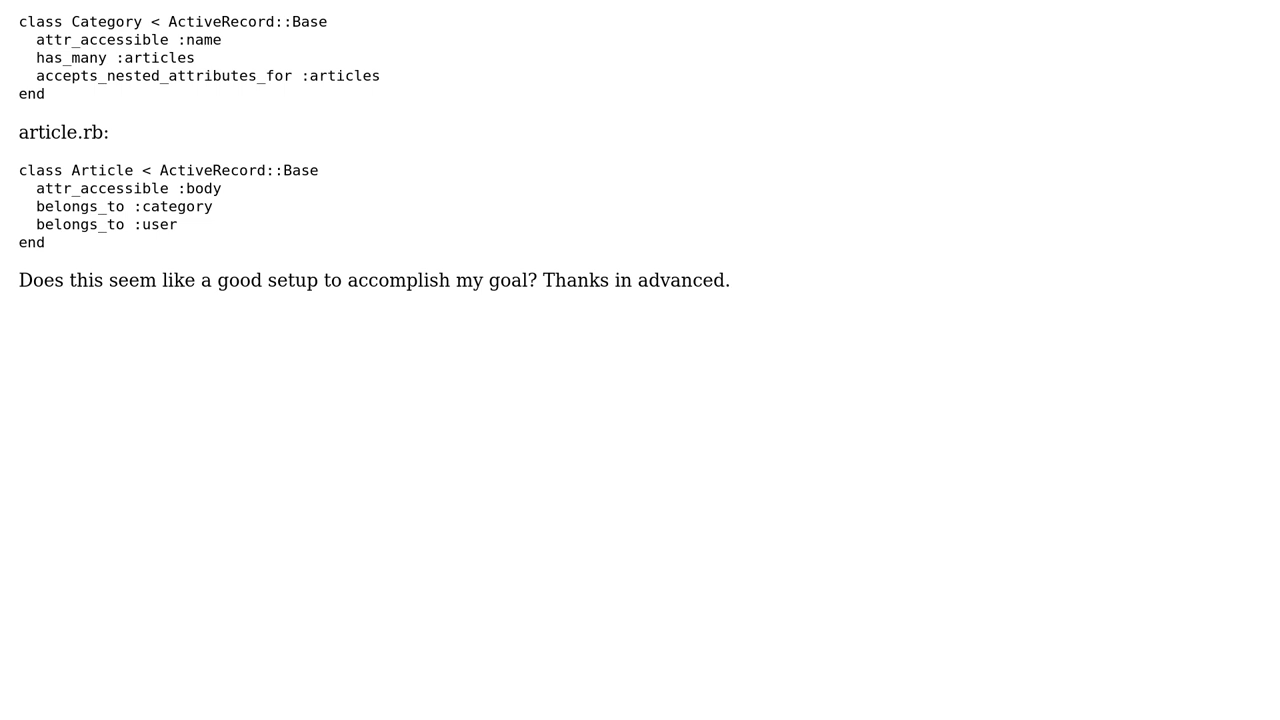 class Category < ActiveRecord::Base
  attr_accessible :name
  has_many :articles
  accepts_nested_attributes_for :articles
end
article.rb:
class Article < ActiveRecord::Base
  attr_accessible :body
  belongs_to :category
  belongs_to :user
end
Does this seem like a good setup to accomplish my goal? Thanks in advanced.